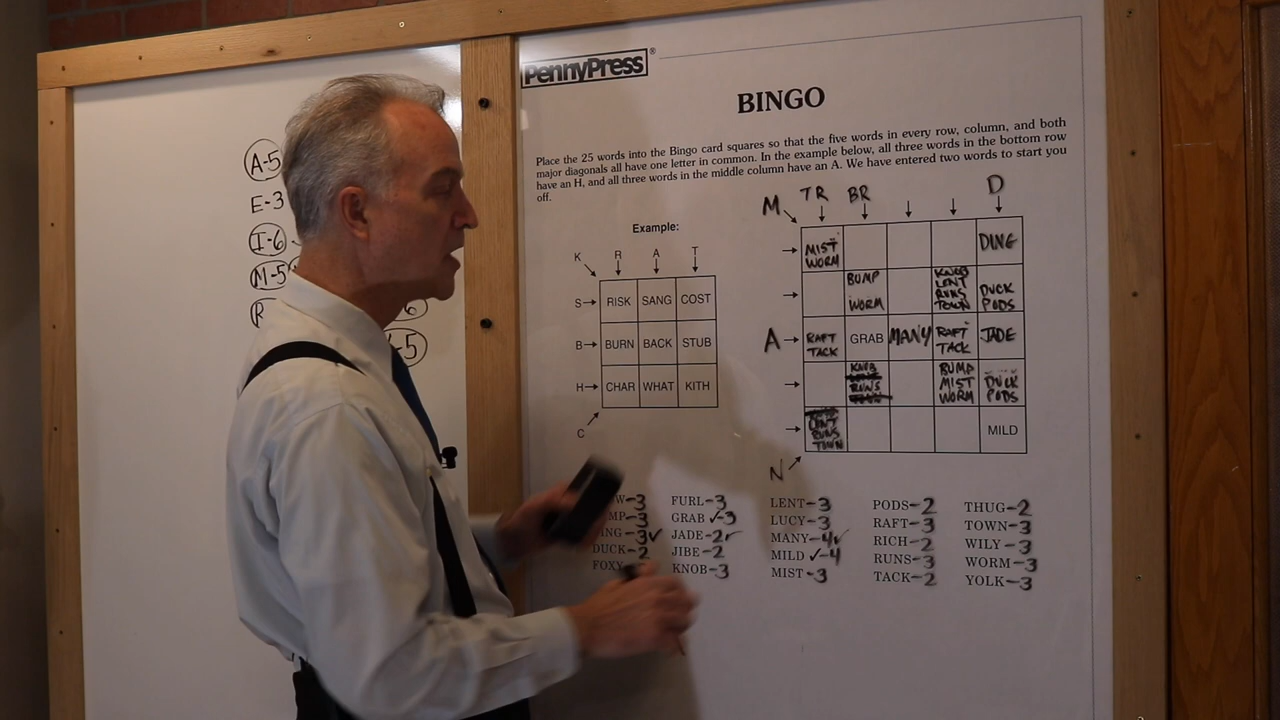 PennyPress®
BINGO
Place the 25 words into the Bingo card squares so that the five words in every row, column, and both
major diagonals all have one letter in common. In the example below, all three words in the bottom row
have an H, and all three words in the middle column have an A. We have entered two words to start you
off.
A-5
E-3
I-6
M-5
R
Example:
K R A T
S→ RISK SANG COST
B→ BURN BACK STUB
H→ CHAR WHAT KITH
C
M TR BR D
MIST
WORM
DING
BUMP
WORM
KNOB
LENT
RUNS
TOWN
DUCK
PODS
A→ RAFT
TACK
GRAB
MANY
RAFT
TACK
JADE
KNOB
RUNS
BUMP
MIST
WORM
DUCK
PODS
LENT
RUNS
TOWN
MILD
N
FURL-3 LENT-3 PODS-2 THUG-2
GRAB ✓-3 LUCY-3 RAFT-3 TOWN-3
JADE-2✓ MANY-4✓ RICH-2 WILY-3
DUCK-2 JIBE-2 MILD ✓-4 RUNS-3 WORM-3
FOXY KNOB-3 MIST-3 TACK-2 YOLK-3